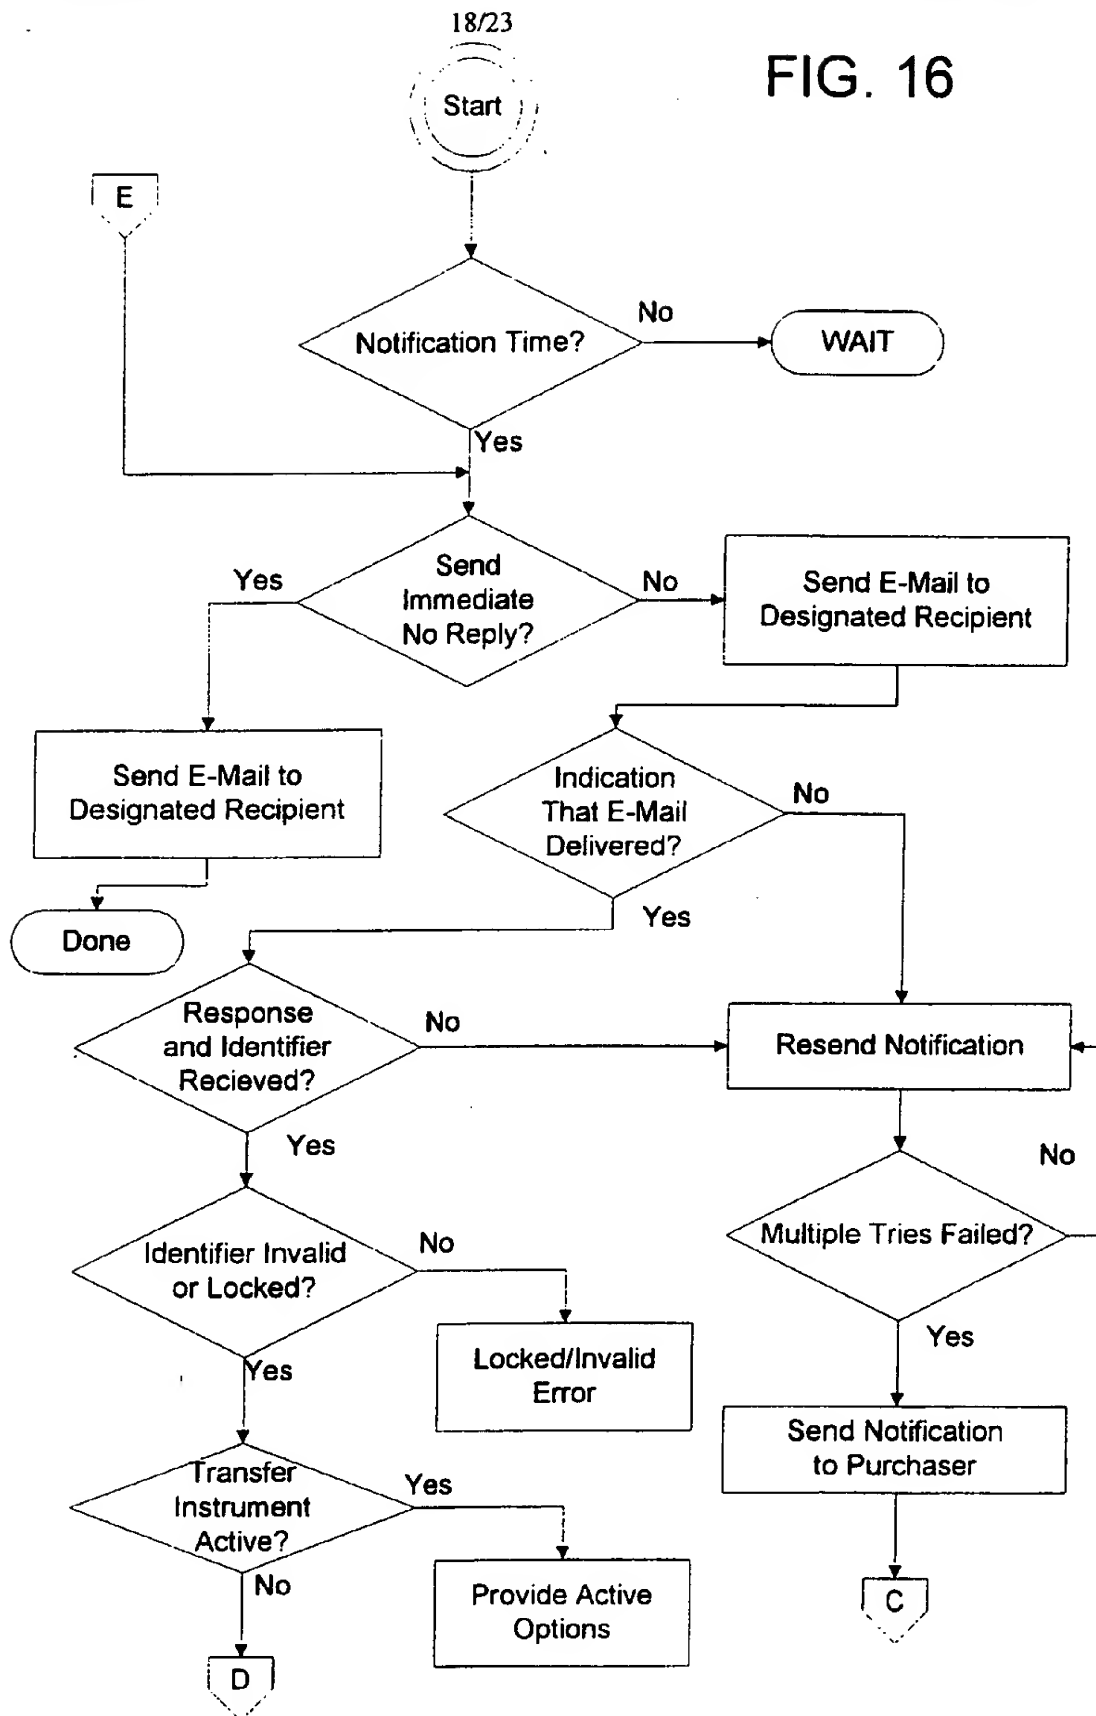 18/23
FIG. 16
Start
E
Notification Time?
No
WAIT
Yes
Send
Immediate
No Reply?
Yes
No
Send E-Mail to
Designated Recipient
Send E-Mail to
Designated Recipient
Done
Indication
That E-Mail
Delivered?
No
Yes
Response
and Identifier
Recieved?
No
Resend Notification
Yes
No
Multiple Tries Failed?
Identifier Invalid
or Locked?
No
Yes
Locked/Invalid
Error
Yes
Send Notification
to Purchaser
Transfer
Instrument
Active?
Yes
No
Provide Active
Options
C
D